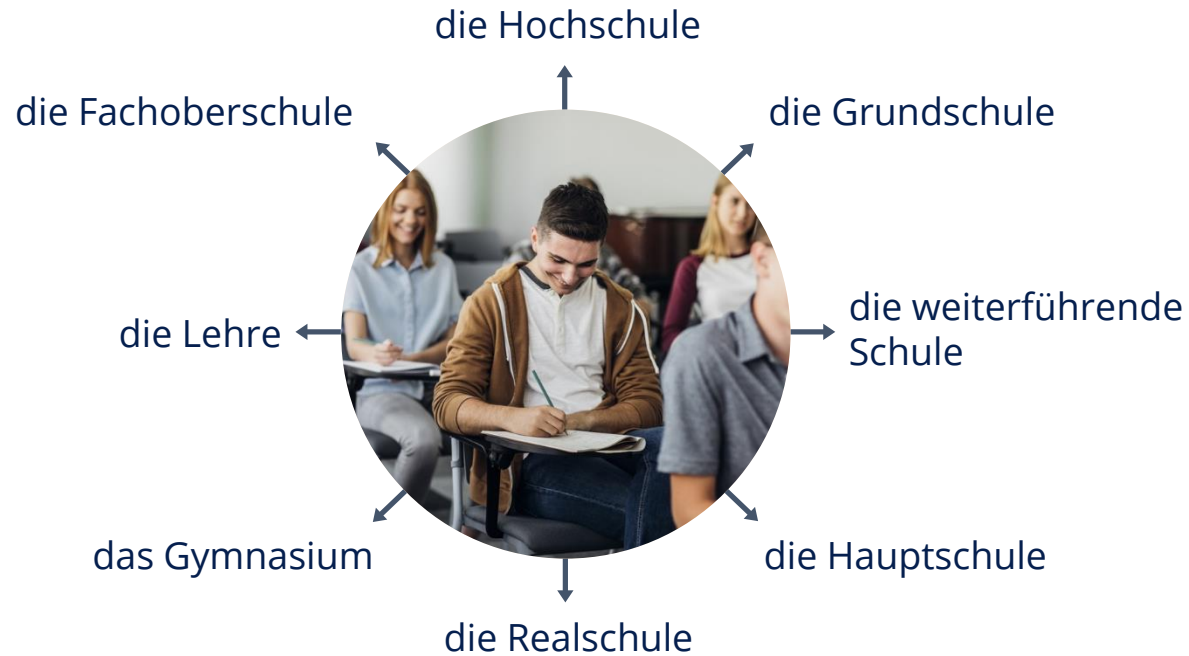 die Hochschule
die Fachoberschule
die Grundschule
die Lehre
die weiterführende
Schule
das Gymnasium
die Hauptschule
die Realschule